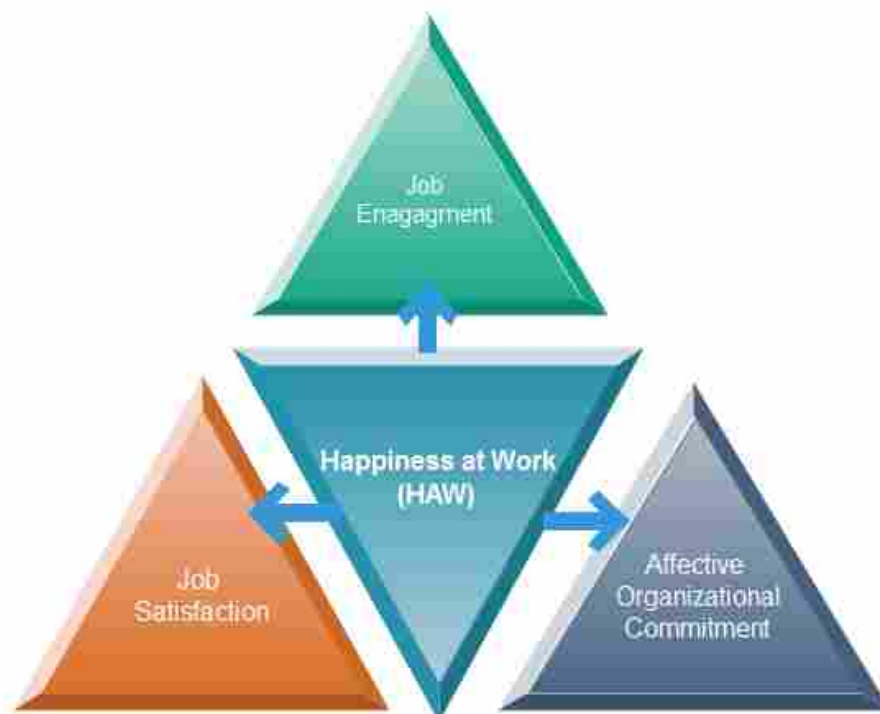 Job
Enagagment
Happiness at Work
(HAW)
Job
Satisfaction
Affective
Organizational
Commitment